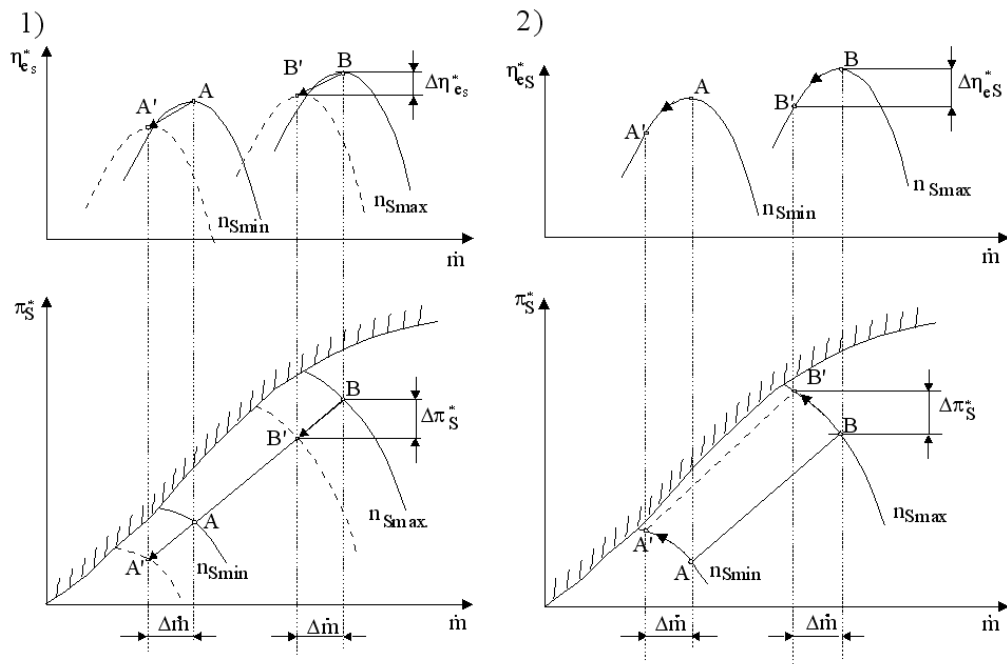 1)
η*eₛ
B'
B
Δη*eₛ
A'
A
nSmin
nSmax
ṁ
π*S
B
Δπ*S
B'
A
nSmax.
A'
nSmin
ṁ
Δṁ
Δṁ
2)
η*eS
B
A
B'
Δη*eS
A'
nSmax
nSmin
ṁ
π*S
B'
Δπ*S
B
nSmax
A'
A
nSmin
ṁ
Δṁ
Δṁ